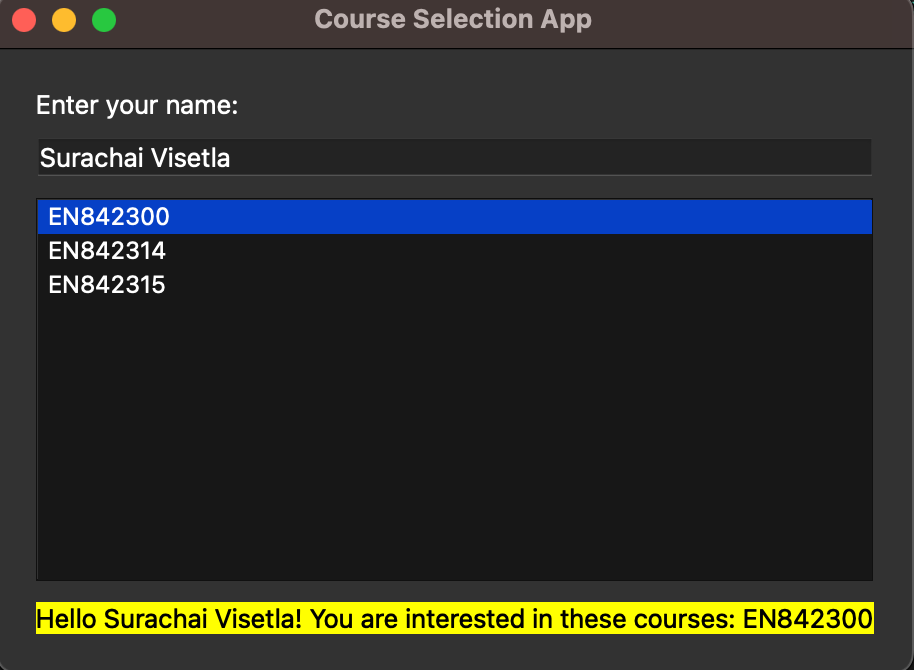 Course Selection App
Enter your name:
Surachai Visetla
EN842300
EN842314
EN842315
Hello Surachai Visetla! You are interested in these courses: EN842300